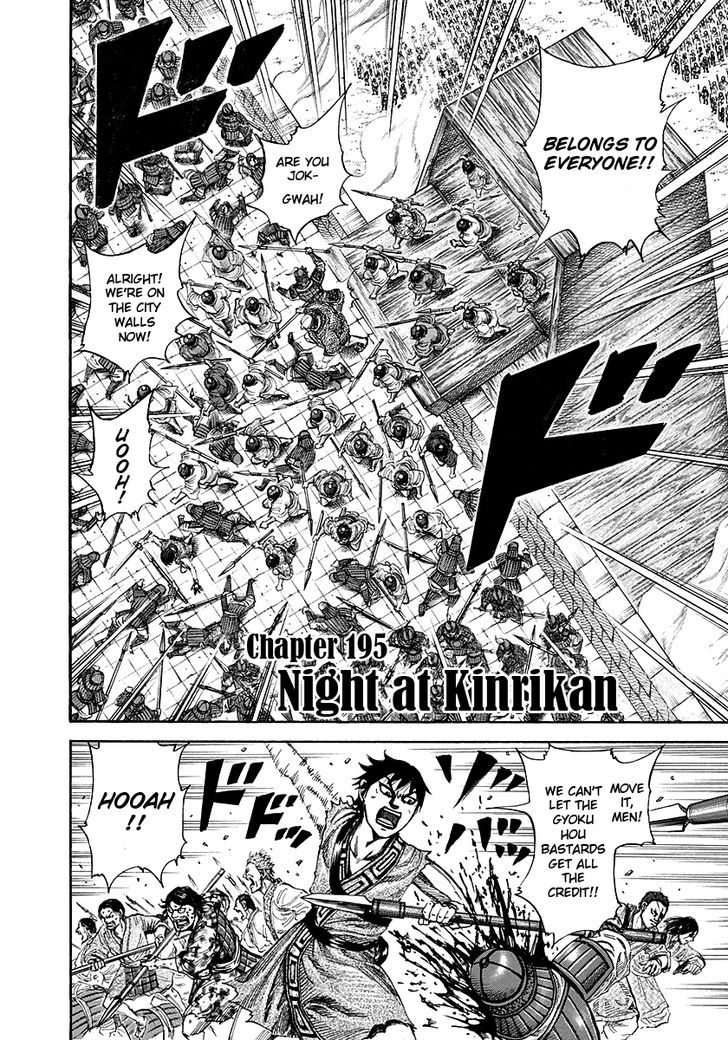 BELONGS TO
EVERYONE!!
ドド
ARE YOU
JOK-
GWAH!
ALRIGHT!
WE'RE ON
THE CITY
WALLS
NOW!
UOOH!
Chapter 195
Night at Kinrikan
MOVE
IT,
MEN!
WE CAN'T
LET THE
GYOKU
HOU
BASTARDS
GET ALL
THE
CREDIT!!
ドドド
HOOAH
!!